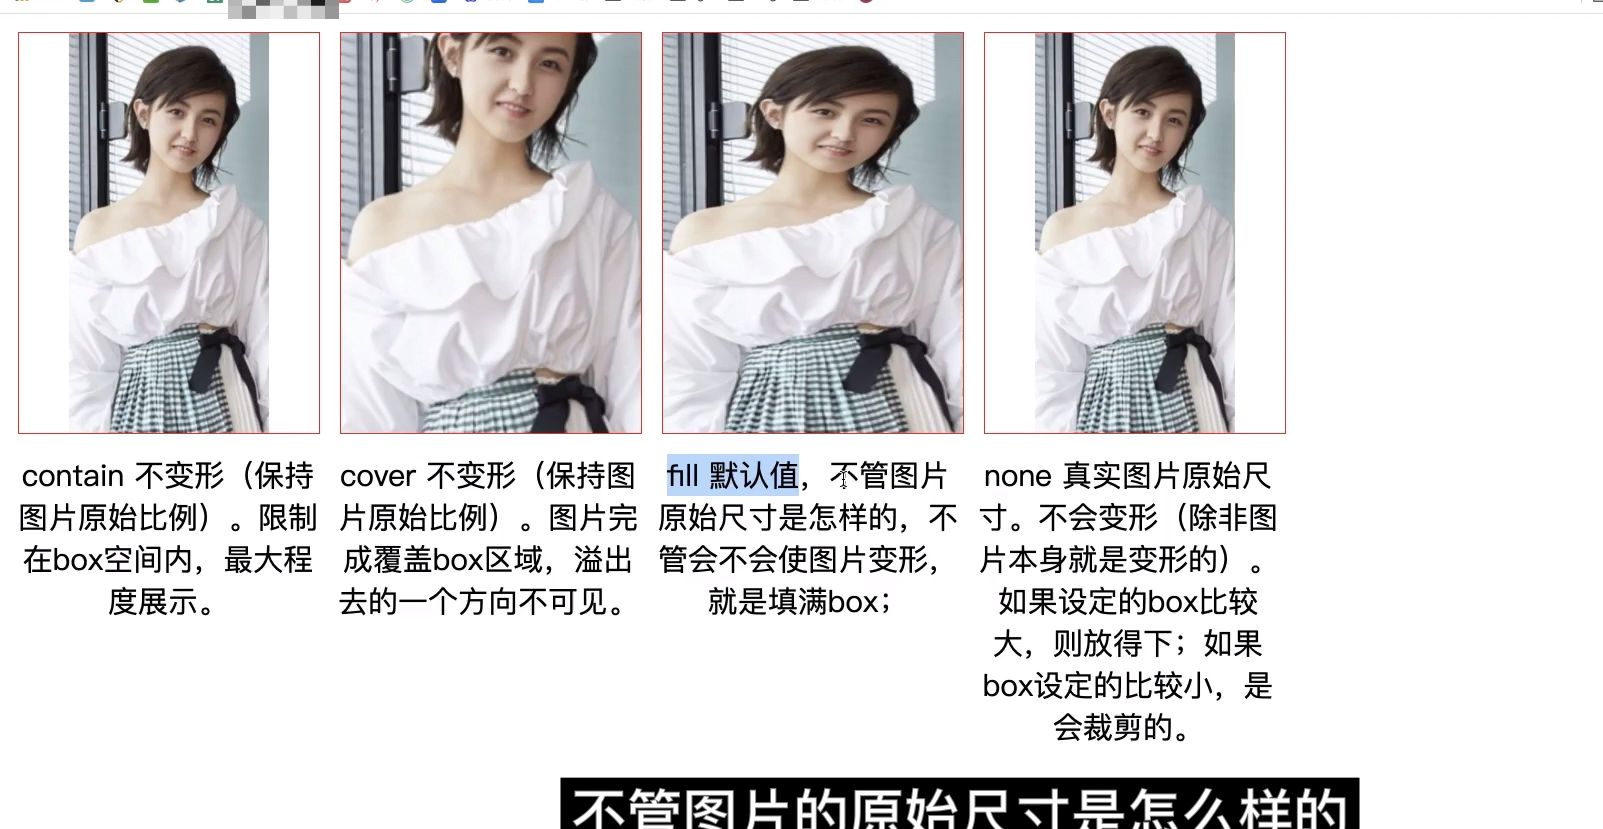 contain 不变形（保持
图片原始比例）。限制
在box空间内，最大程
度展示。
cover 不变形（保持图
片原始比例）。图片完
成覆盖box区域，溢出
去的一个方向不可见。
fill 默认值，不管图片
原始尺寸是怎样的，不
管会不会使图片变形，
就是填满box；
none 真实图片原始尺
寸。不会变形（除非图
片本身就是变形的）。
如果设定的box比较
大，则放得下；如果
box设定的比较小，是
会裁剪的。
不管图片的原始尺寸是怎么样的